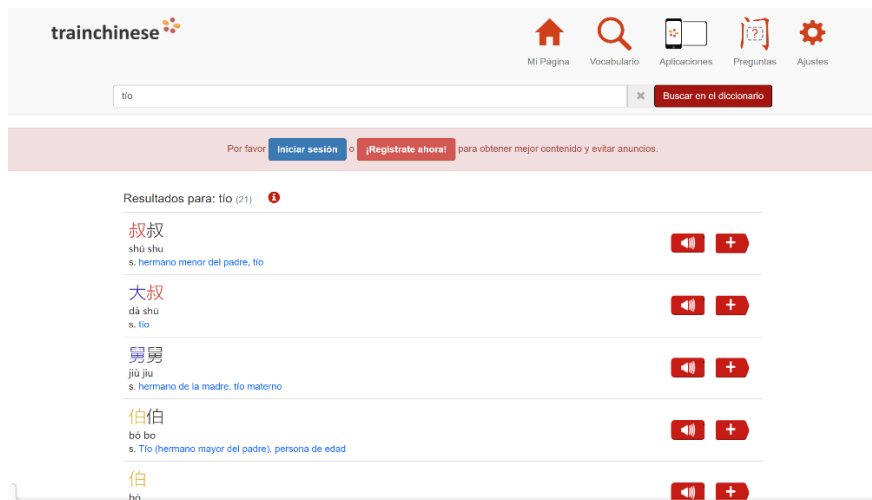 trainchinese
Mi Página
Vocabulario
Aplicaciones
Preguntas
Ajustes
tío
Buscar en el diccionario
Por favor Iniciar sesión o ¡Regístrate ahora! para obtener mejor contenido y evitar anuncios.
Resultados para: tío (21)
叔叔
shū shu
s. hermano menor del padre, tío
大叔
dà shū
s. tío
舅舅
jiù jiu
s. hermano de la madre, tío materno
伯伯
bó bo
s. Tío (hermano mayor del padre), persona de edad
伯
bó